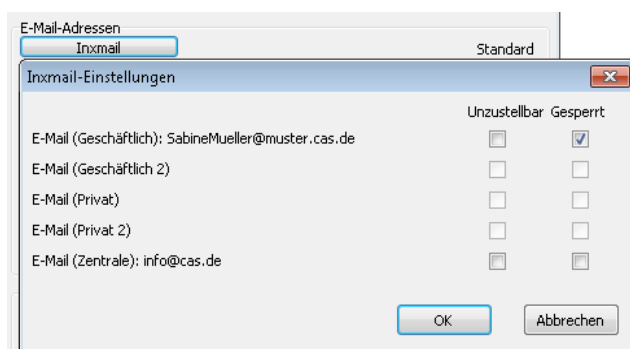 E-Mail-Adressen
Inxmail Standard
Inxmail-Einstellungen
Unzustellbar Gesperrt
E-Mail (Geschäftlich): SabineMueller@muster.cas.de
E-Mail (Geschäftlich 2)
E-Mail (Privat)
E-Mail (Privat 2)
E-Mail (Zentrale): info@cas.de
OK Abbrechen